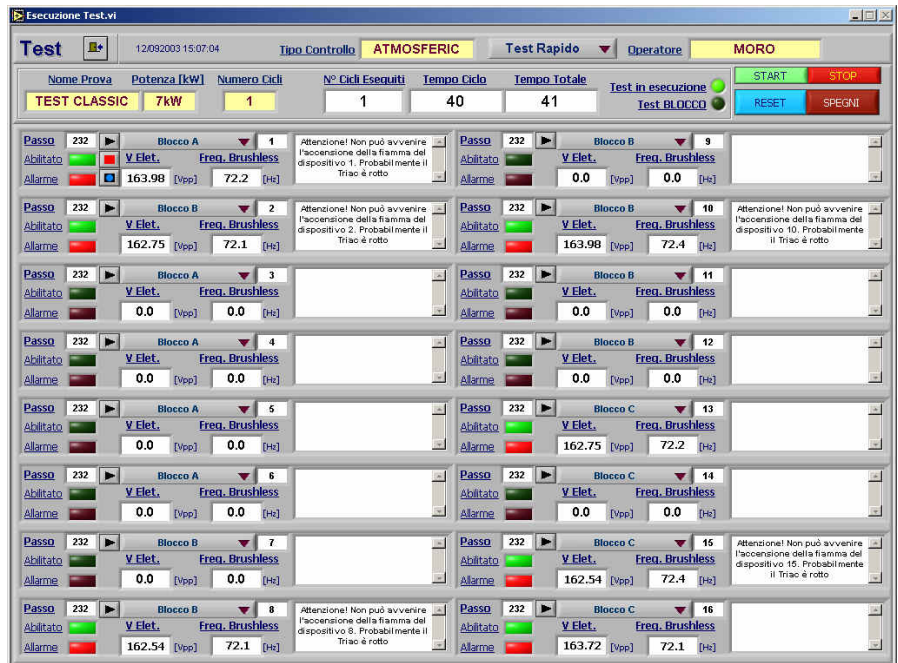 Esecuzione Test.vi
Test 12/092003 15:07:04 Tipo Controllo ATMOSFERIC Test Rapido Operatore MORO
Nome Prova Potenza [kW] Numero Cicli N° Cicli Eseguiti Tempo Ciclo Tempo Totale Test in esecuzione START STOP
TEST CLASSIC 7kW 1 1 40 41 Test BLOCCO RESET SPEGNI
Passo 232 Blocco A 1
Abilitato V Elet. Freq. Brushless
Allarme 163.98 [Vpp] 72.2 [Hz]
Attenzione! Non può avvenire
l'accensione della fiamma del
dispositivo 1. Probabilmente il
Triac è rotto
Passo 232 Blocco B 9
Abilitato V Elet. Freq. Brushless
Allarme 0.0 [Vpp] 0.0 [Hz]
Passo 232 Blocco B 2
Abilitato V Elet. Freq. Brushless
Allarme 162.75 [Vpp] 72.1 [Hz]
Attenzione! Non può avvenire
l'accensione della fiamma del
dispositivo 2. Probabilmente il
Triac è rotto
Passo 232 Blocco B 10
Abilitato V Elet. Freq. Brushless
Allarme 163.98 [Vpp] 72.4 [Hz]
Attenzione! Non può avvenire
l'accensione della fiamma del
dispositivo 10. Probabilmente
il Triac è rotto
Passo 232 Blocco A 3
Abilitato V Elet. Freq. Brushless
Allarme 0.0 [Vpp] 0.0 [Hz]
Passo 232 Blocco B 11
Abilitato V Elet. Freq. Brushless
Allarme 0.0 [Vpp] 0.0 [Hz]
Passo 232 Blocco A 4
Abilitato V Elet. Freq. Brushless
Allarme 0.0 [Vpp] 0.0 [Hz]
Passo 232 Blocco B 12
Abilitato V Elet. Freq. Brushless
Allarme 0.0 [Vpp] 0.0 [Hz]
Passo 232 Blocco A 5
Abilitato V Elet. Freq. Brushless
Allarme 0.0 [Vpp] 0.0 [Hz]
Passo 232 Blocco C 13
Abilitato V Elet. Freq. Brushless
Allarme 162.75 [Vpp] 72.2 [Hz]
Passo 232 Blocco A 6
Abilitato V Elet. Freq. Brushless
Allarme 0.0 [Vpp] 0.0 [Hz]
Passo 232 Blocco C 14
Abilitato V Elet. Freq. Brushless
Allarme 0.0 [Vpp] 0.0 [Hz]
Passo 232 Blocco B 7
Abilitato V Elet. Freq. Brushless
Allarme 0.0 [Vpp] 0.0 [Hz]
Passo 232 Blocco C 15
Abilitato V Elet. Freq. Brushless
Allarme 162.54 [Vpp] 72.4 [Hz]
Attenzione! Non può avvenire
l'accensione della fiamma del
dispositivo 15. Probabilmente
il Triac è rotto
Passo 232 Blocco B 8
Abilitato V Elet. Freq. Brushless
Allarme 162.54 [Vpp] 72.1 [Hz]
Attenzione! Non può avvenire
l'accensione della fiamma del
dispositivo 8. Probabilmente il
Triac è rotto
Passo 232 Blocco C 16
Abilitato V Elet. Freq. Brushless
Allarme 163.72 [Vpp] 72.1 [Hz]